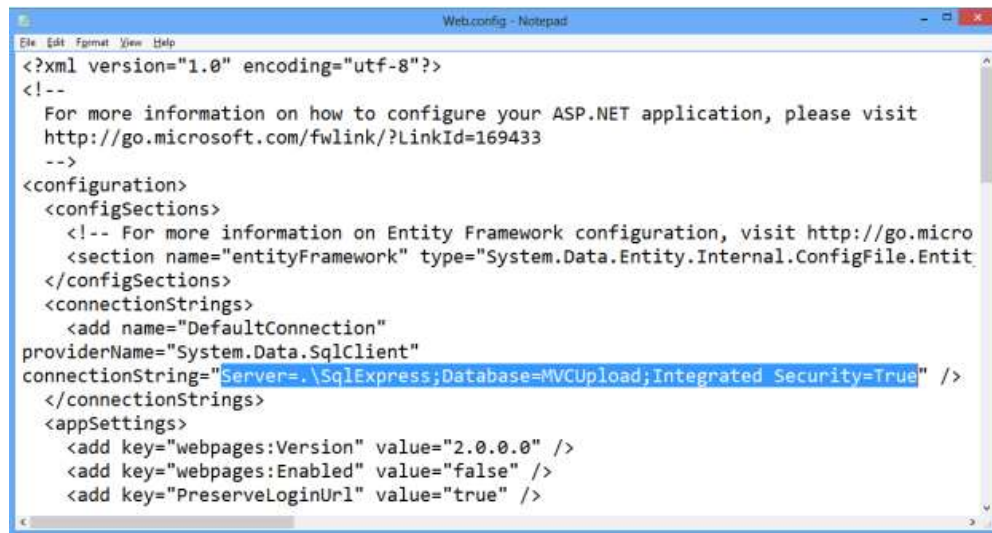 Web.config - Notepad
File Edit Format View Help
<?xml version="1.0" encoding="utf-8"?>
<!--
For more information on how to configure your ASP.NET application, please visit
http://go.microsoft.com/fwlink/?LinkId=169433
-->
<configuration>
<configSections>
<!-- For more information on Entity Framework configuration, visit http://go.micro
<section name="entityFramework" type="System.Data.Entity.Internal.ConfigFile.Entit
</configSections>
<connectionStrings>
<add name="DefaultConnection"
providerName="System.Data.SqlClient"
connectionString="Server=.\SqlExpress;Database=MVCUpload;Integrated Security=True" />
</connectionStrings>
<appSettings>
<add key="webpages:Version" value="2.0.0.0" />
<add key="webpages:Enabled" value="false" />
<add key="PreserveLoginUrl" value="true" />